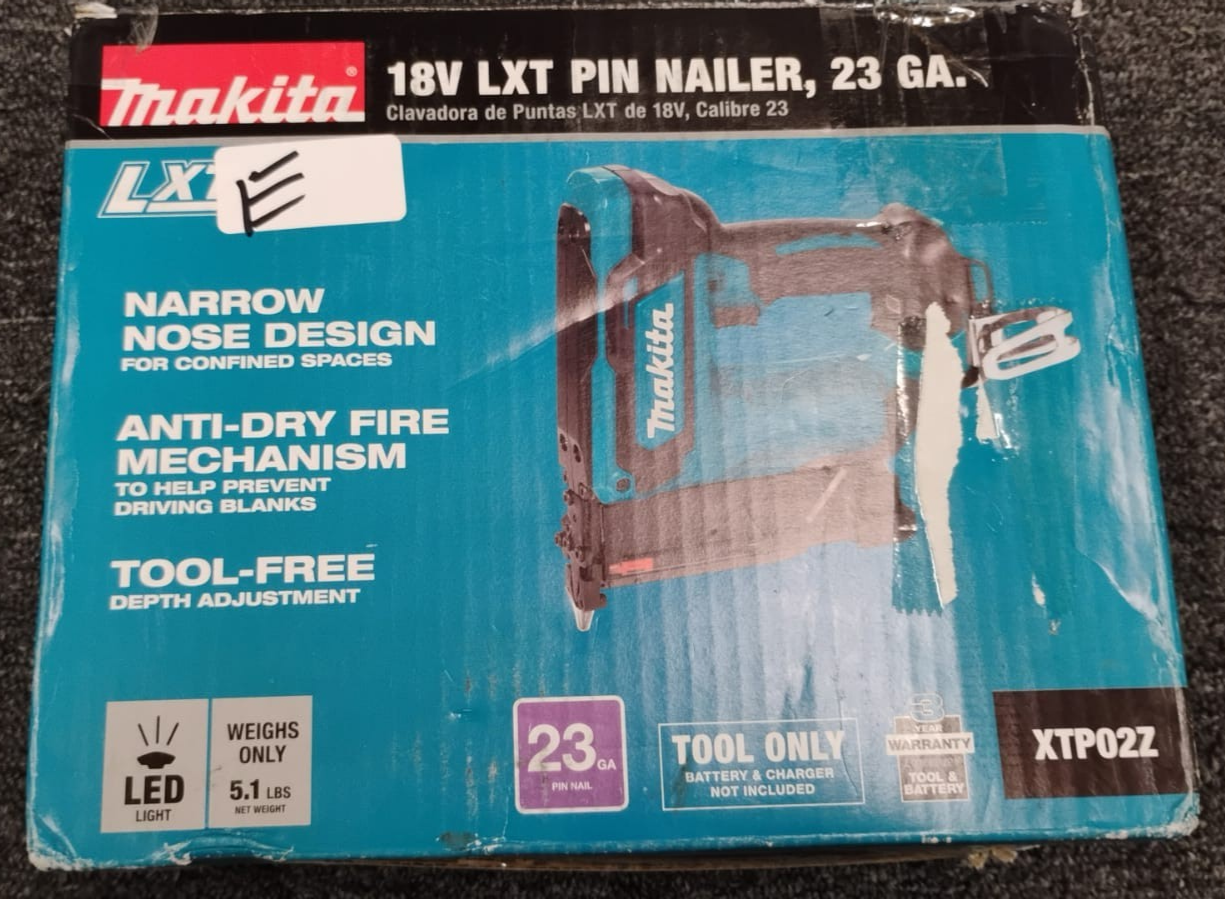 makita®
18V LXT PIN NAILER, 23 GA.
Clavadora de Puntas LXT de 18V, Calibre 23
LXT
E
NARROW
NOSE DESIGN
FOR CONFINED SPACES
ANTI-DRY FIRE
MECHANISM
TO HELP PREVENT
DRIVING BLANKS
TOOL-FREE
DEPTH ADJUSTMENT
makita
LED
LIGHT
WEIGHS
ONLY
5.1 LBS
NET WEIGHT
23 GA
PIN NAIL
TOOL ONLY
BATTERY & CHARGER
NOT INCLUDED
3
YEAR
WARRANTY
TOOL &
BATTERY
XTP02Z